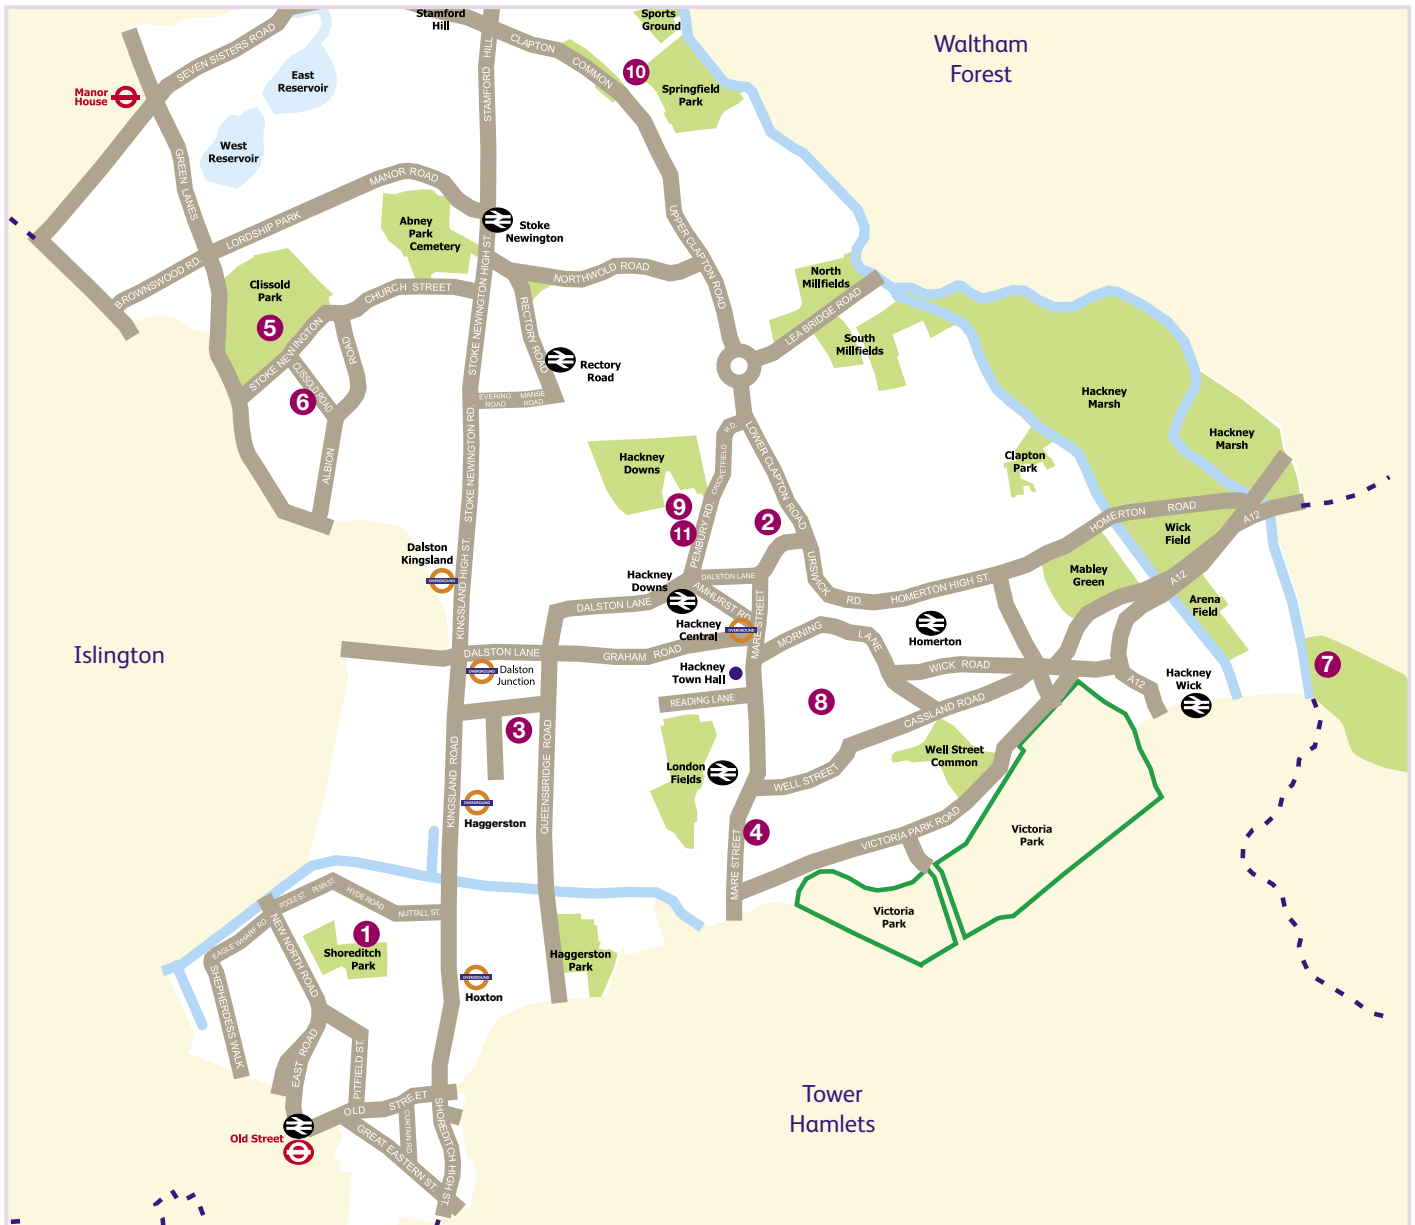 Stamford
Hill
Sports
Ground
Waltham
Forest
SEVEN SISTERS ROAD
STAMFORD HILL
CLAPTON
COMMON
10
Springfield
Park
East
Reservoir
Manor
House
West
Reservoir
GREEN LANES
MANOR ROAD
LORDSHIP PARK
BROWNSWOOD RD.
Abney
Park
Cemetery
Stoke
Newington
UPPER CLAPTON ROAD
NORTHWOLD ROAD
Clissold
Park
5
CHURCH STREET
STOKE NEWINGTON
STOKE NEWINGTON HIGH ST.
RECTORY ROAD
North
Millfields
LEA BRIDGE ROAD
South
Millfields
ROAD
CLISSOLD ROAD
6
ALBION
Rectory
Road
EVERING
ROAD
MANSE
ROAD
Hackney
Marsh
Hackney
Marsh
STOKE NEWINGTON RD.
Hackney
Downs
RD.
CRICKETFIELD
LOWER CLAPTON ROAD
Clapton
Park
9
11
2
PEMBURY RD.
HOMERTON ROAD
A12
Wick
Field
Dalston
Kingsland
OVERGROUND
KINGSLAND HIGH ST.
Hackney
Downs
DALSTON LANE
URSWICK
RD.
HOMERTON HIGH ST.
Mabley
Green
A12
Arena
Field
DALSTON LANE
AMHURST RD.
Hackney
Central
OVERGROUND
MARE STREET
MORNING
LANE
Homerton
Islington
DALSTON LANE
GRAHAM ROAD
OVERGROUND
Dalston
Junction
Hackney
Town Hall
WICK ROAD
A12
Hackney
Wick
7
READING LANE
8
CASSLAND ROAD
3
KINGSLAND ROAD
QUEENSBRIDGE ROAD
London
Fields
Well Street
Common
WELL STREET
OVERGROUND
Haggerston
4
MARE STREET
VICTORIA PARK ROAD
Victoria
Park
POOLE ST.
PENN ST.
HYDE ROAD
NUTTALL ST.
EAGLE WHARF RD.
NEW NORTH ROAD
1
Shoreditch
Park
Victoria
Park
Haggerston
Park
SHEPHERDESS WALK
OVERGROUND
Hoxton
EAST ROAD
PITFIELD ST.
OLD STREET
CURTAIN RD
SHOREDITCH HIGH ST.
GREAT EASTERN ST.
Old Street
Tower
Hamlets